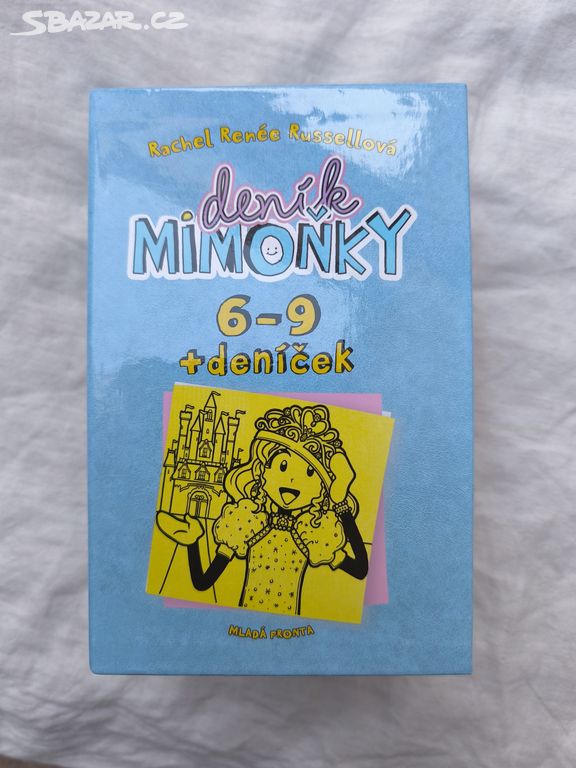 SBAZAR.CZ
Rachel Renée Russellová
deník
MIMOŇKY
6-9
+deníček
MLADÁ FRONTA